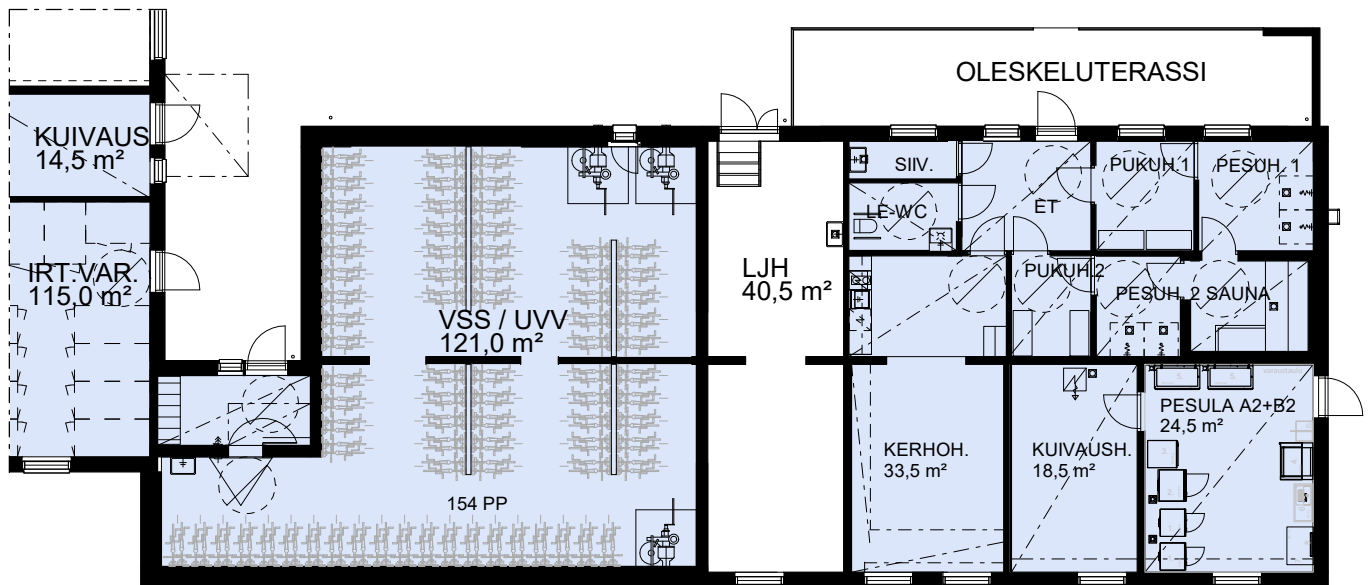 OLESKELUTERASSI
KUIVAUS
14,5 m²
SIIV.
PUKUH.1
PESUH. 1
LE-WC
ET
IRT.VAR.
115,0 m²
LJH
40,5 m²
PUKUH.2
PESUH. 2
SAUNA
VSS / UVV
121,0 m²
PESULA A2+B2
24,5 m²
KERHOH.
33,5 m²
KUIVAUSH.
18,5 m²
154 PP